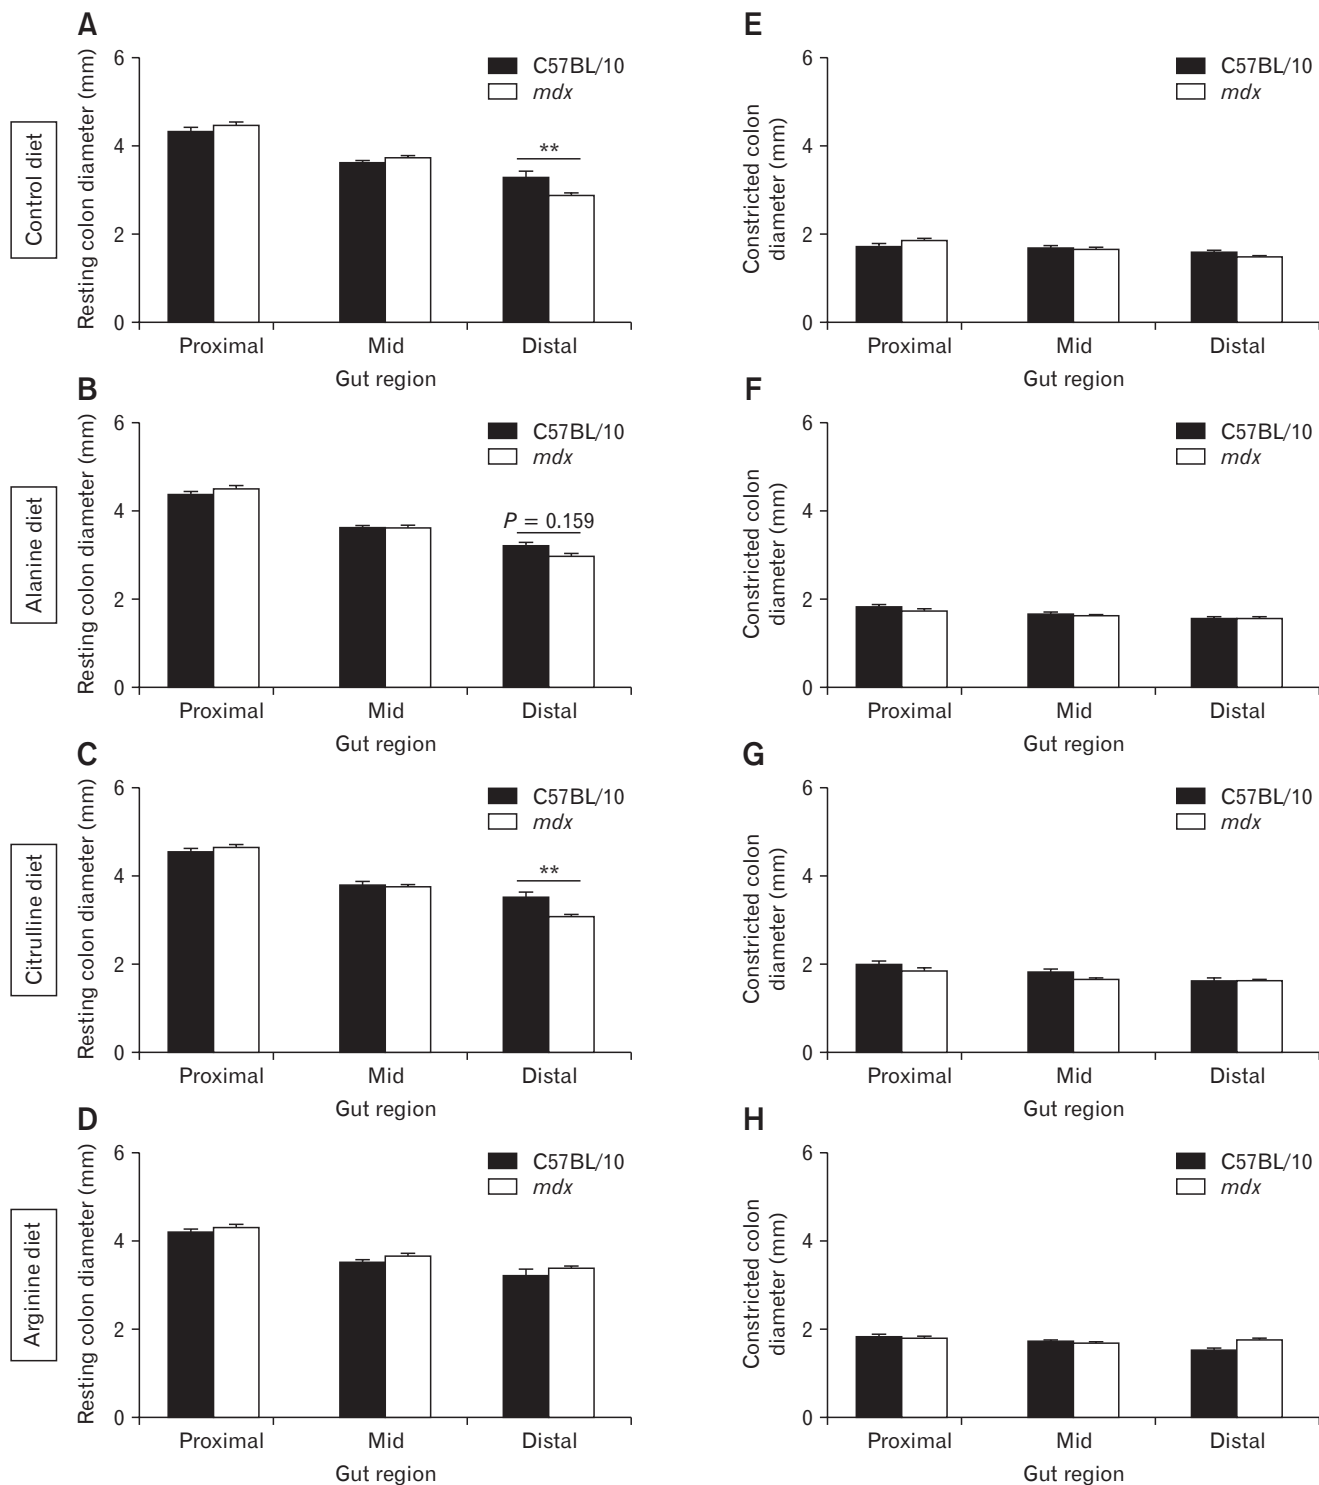 A
Control diet
Resting colon diameter (mm)
6
4
2
0
C57BL/10
mdx
**
Proximal Mid Distal
Gut region
E
Constricted colon
diameter (mm)
6
4
2
0
C57BL/10
mdx
Proximal Mid Distal
Gut region
B
Alanine diet
Resting colon diameter (mm)
6
4
2
0
C57BL/10
mdx
P = 0.159
Proximal Mid Distal
Gut region
F
Constricted colon
diameter (mm)
6
4
2
0
C57BL/10
mdx
Proximal Mid Distal
Gut region
C
Citrulline diet
Resting colon diameter (mm)
6
4
2
0
C57BL/10
mdx
**
Proximal Mid Distal
Gut region
G
Constricted colon
diameter (mm)
6
4
2
0
C57BL/10
mdx
Proximal Mid Distal
Gut region
D
Arginine diet
Resting colon diameter (mm)
6
4
2
0
C57BL/10
mdx
Proximal Mid Distal
Gut region
H
Constricted colon
diameter (mm)
6
4
2
0
C57BL/10
mdx
Proximal Mid Distal
Gut region